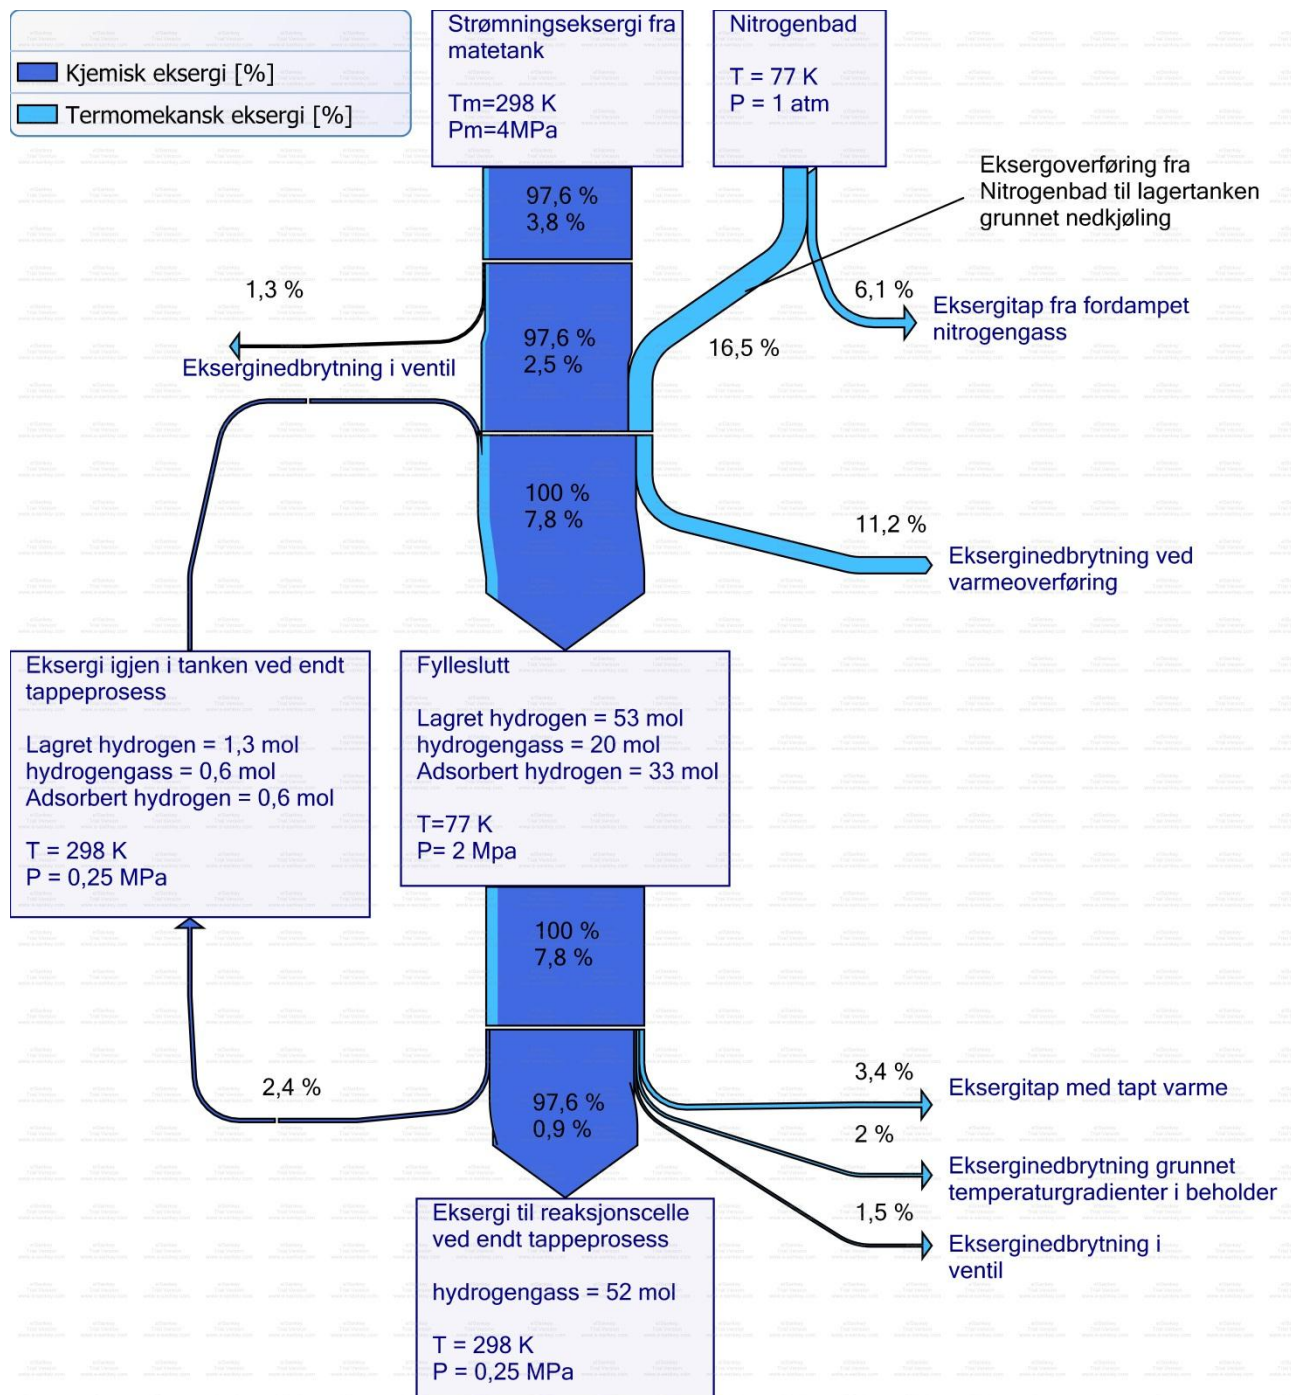 Kjemisk eksergi [%]
Termomekansk eksergi [%]
Strømningseksergi fra
matetank
Tm=298 K
Pm=4MPa
Nitrogenbad
T = 77 K
P = 1 atm
Eksergoverføring fra
Nitrogenbad til lagertanken
grunnet nedkjøling
97,6 %
3,8 %
1,3 %
Ekserginedbrytning i ventil
97,6 %
2,5 %
16,5 %
6,1 %
Eksergitap fra fordampet
nitrogengass
100 %
7,8 %
11,2 %
Ekserginedbrytning ved
varmeoverføring
Eksergi igjen i tanken ved endt
tappeprosess
Lagret hydrogen = 1,3 mol
hydrogengass = 0,6 mol
Adsorbert hydrogen = 0,6 mol
T = 298 K
P = 0,25 MPa
Fylleslutt
Lagret hydrogen = 53 mol
hydrogengass = 20 mol
Adsorbert hydrogen = 33 mol
T=77 K
P= 2 Mpa
100 %
7,8 %
2,4 %
97,6 %
0,9 %
3,4 %
Eksergitap med tapt varme
2 %
Ekserginedbrytning grunnet
temperaturgradienter i beholder
1,5 %
Ekserginedbrytning i
ventil
Eksergi til reaksjonscelle
ved endt tappeprosess
hydrogengass = 52 mol
T = 298 K
P = 0,25 MPa